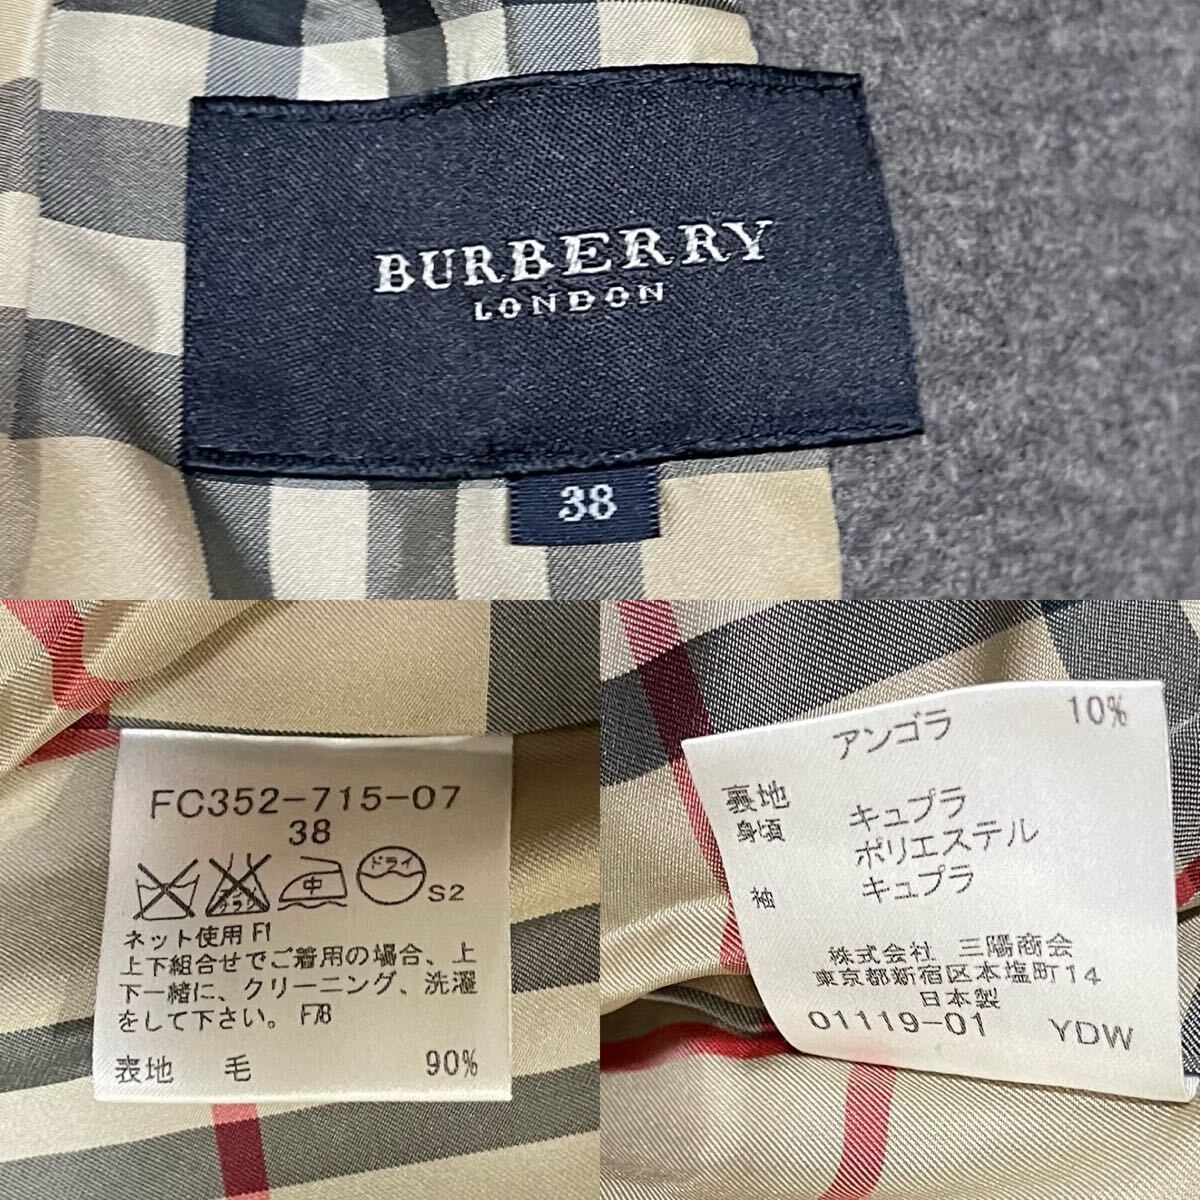 BURBERRY
LONDON
38
FC352-715-07
38
中 ドライ S2
ネット使用 F1
上下組合せでご着用の場合、上
下一緒に、クリーニング、洗濯
をして下さい。 F78
表地 毛 90%
アンゴラ 10%
裏地
身頃 キュプラ
ポリエステル
袖 キュプラ
株式会社 三陽商会
東京都新宿区本塩町14
日本製
01119-01 YDW